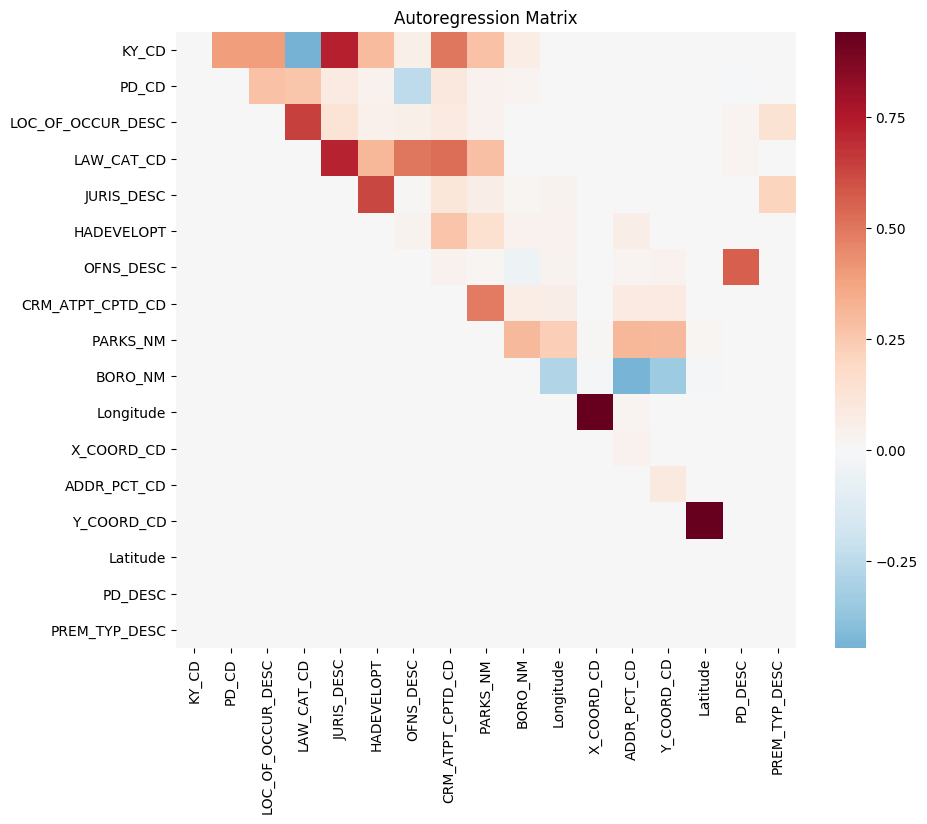 Autoregression Matrix
KY_CD
PD_CD
LOC_OF_OCCUR_DESC
LAW_CAT_CD
JURIS_DESC
HADEVELOPT
OFNS_DESC
CRM_ATPT_CPTD_CD
PARKS_NM
BORO_NM
Longitude
X_COORD_CD
ADDR_PCT_CD
Y_COORD_CD
Latitude
PD_DESC
PREM_TYP_DESC
KY_CD
PD_CD
LOC_OF_OCCUR_DESC
LAW_CAT_CD
JURIS_DESC
HADEVELOPT
OFNS_DESC
CRM_ATPT_CPTD_CD
PARKS_NM
BORO_NM
Longitude
X_COORD_CD
ADDR_PCT_CD
Y_COORD_CD
Latitude
PD_DESC
PREM_TYP_DESC
0.75
0.50
0.25
0.00
−0.25